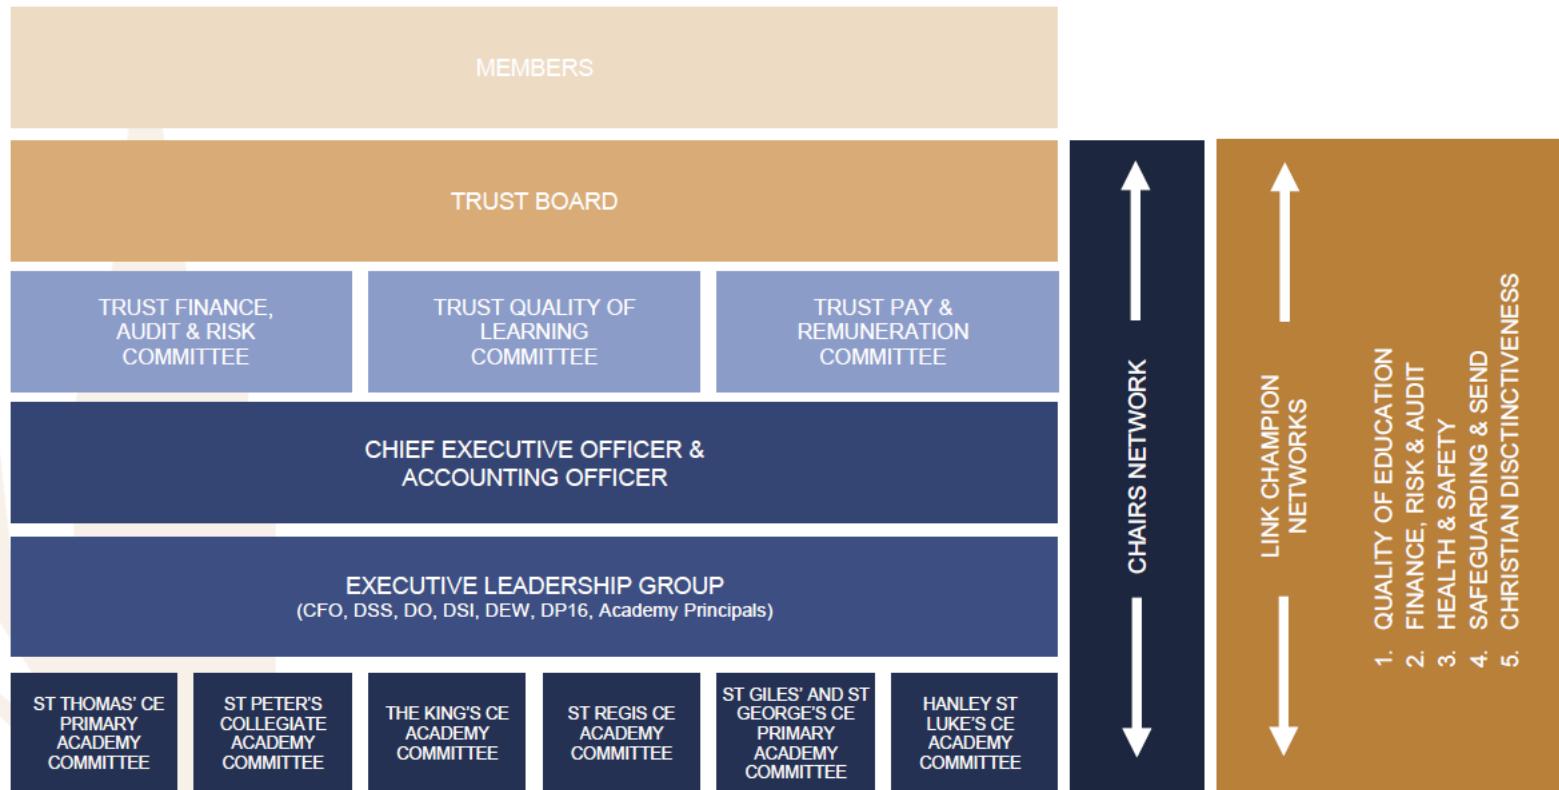 MEMBERS
TRUST BOARD
TRUST FINANCE,
AUDIT & RISK
COMMITTEE
TRUST QUALITY OF
LEARNING
COMMITTEE
TRUST PAY &
REMUNERATION
COMMITTEE
CHIEF EXECUTIVE OFFICER &
ACCOUNTING OFFICER
EXECUTIVE LEADERSHIP GROUP
(CFO, DSS, DO, DSI, DEW, DP16, Academy Principals)
ST THOMAS' CE
PRIMARY
ACADEMY
COMMITTEE
ST PETER'S
COLLEGIATE
ACADEMY
COMMITTEE
THE KING'S CE
ACADEMY
COMMITTEE
ST REGIS CE
ACADEMY
COMMITTEE
ST GILES' AND ST
GEORGE'S CE
PRIMARY
ACADEMY
COMMITTEE
HANLEY ST
LUKE'S CE
ACADEMY
COMMITTEE
CHAIRS NETWORK
LINK CHAMPION
NETWORKS
1. QUALITY OF EDUCATION
2. FINANCE, RISK & AUDIT
3. HEALTH & SAFETY
4. SAFEGUARDING & SEND
5. CHRISTIAN DISCTINCTIVENESS